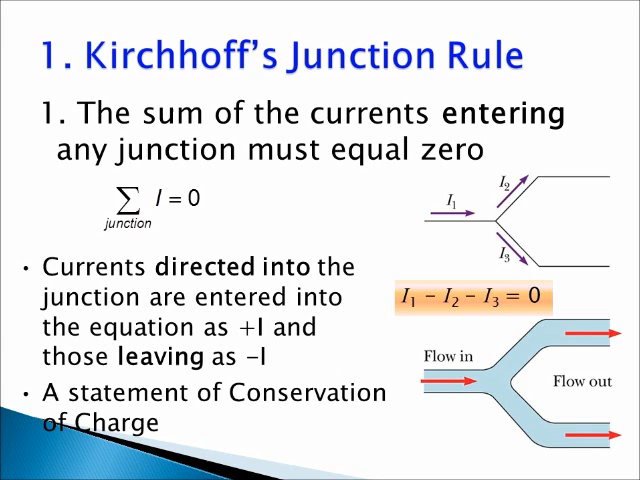 1. Kirchhoff's Junction Rule
1. The sum of the currents entering
any junction must equal zero
∑ I = 0
junction
I₁
I₂
I₃
• Currents directed into the
junction are entered into
the equation as +I and
those leaving as -I
• A statement of Conservation
of Charge
I₁ − I₂ − I₃ = 0
Flow in
Flow out